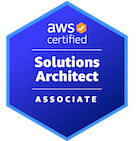 aws
certified
Solutions
Architect
ASSOCIATE